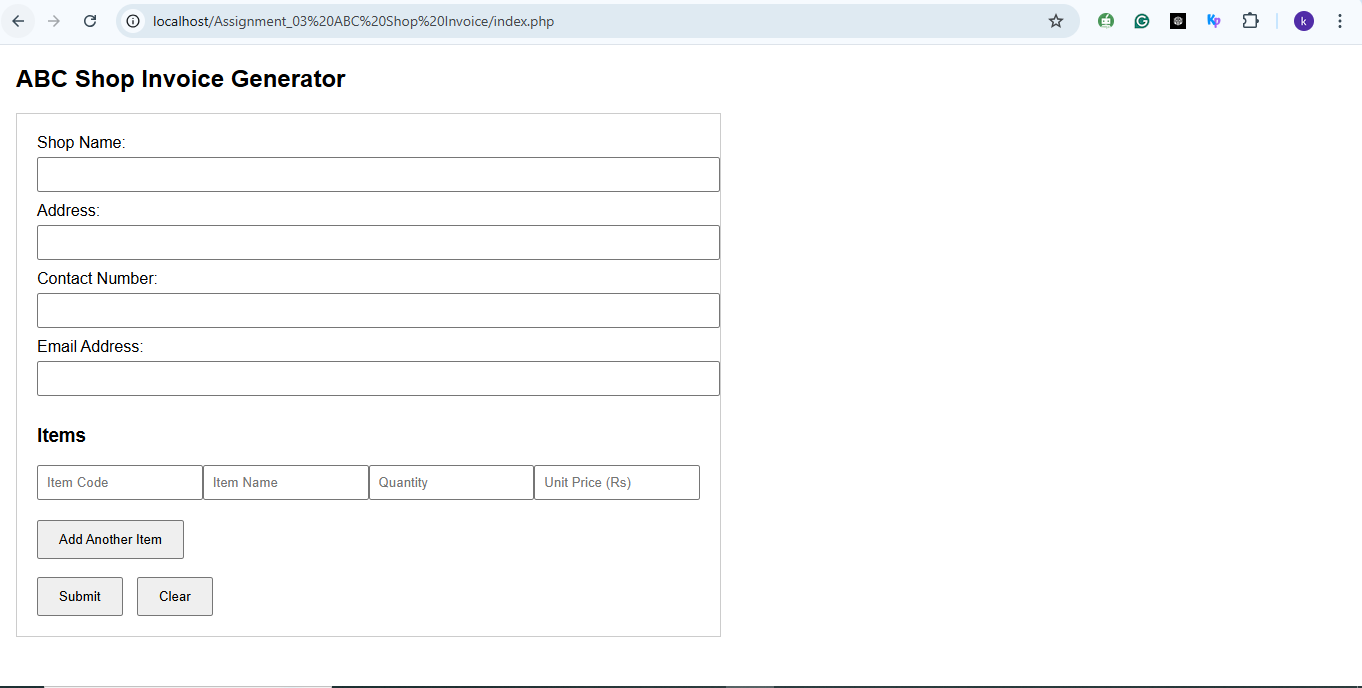 localhost/Assignment_03%20ABC%20Shop%20Invoice/index.php
k
ABC Shop Invoice Generator
Shop Name:
Address:
Contact Number:
Email Address:
Items
Item Code Item Name Quantity Unit Price (Rs)
Add Another Item
Submit Clear